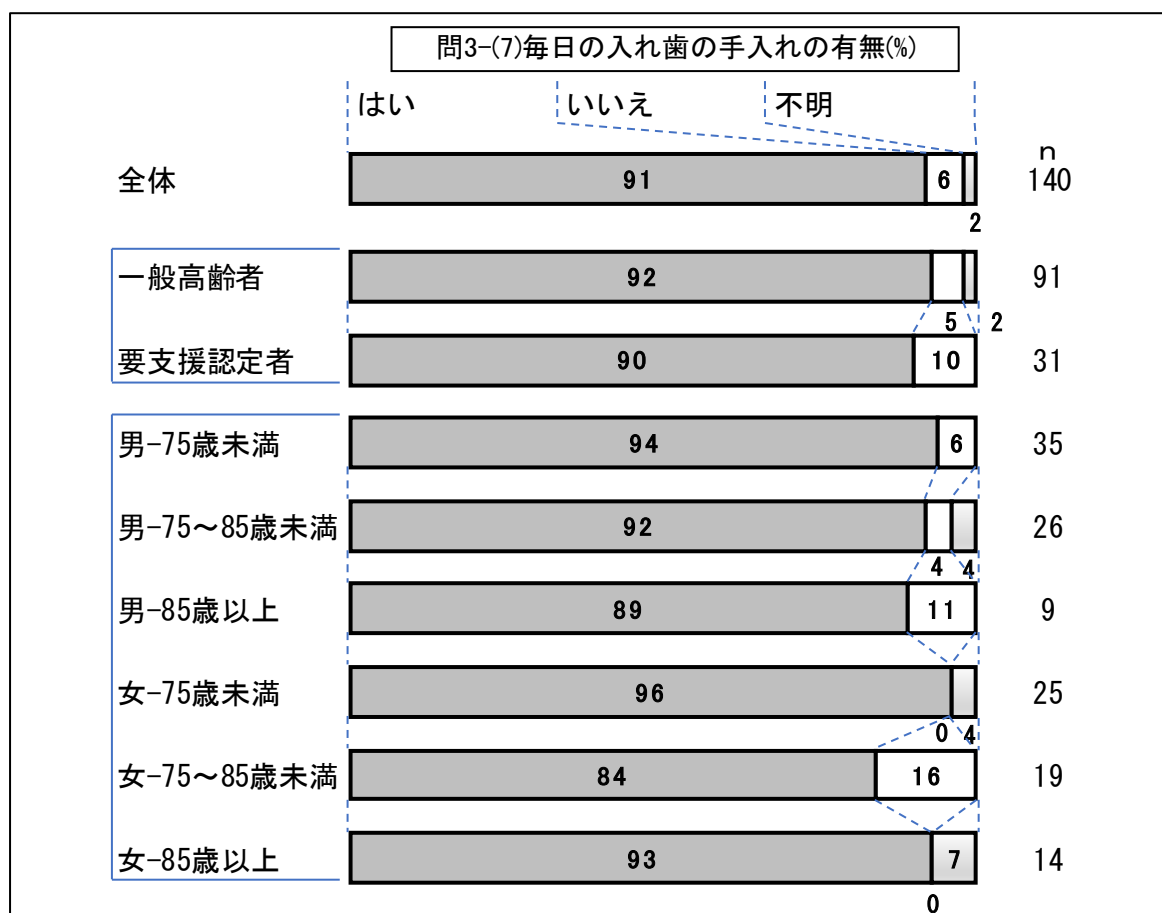 問3-(7)毎日の入れ歯の手入れの有無(%)
はい いいえ 不明
n
全体 91 6 140
2
一般高齢者 92 91
5 2
要支援認定者 90 10 31
男-75歳未満 94 6 35
男-75～85歳未満 92 26
4 4
男-85歳以上 89 11 9
女-75歳未満 96 25
0 4
女-75～85歳未満 84 16 19
女-85歳以上 93 7 14
0